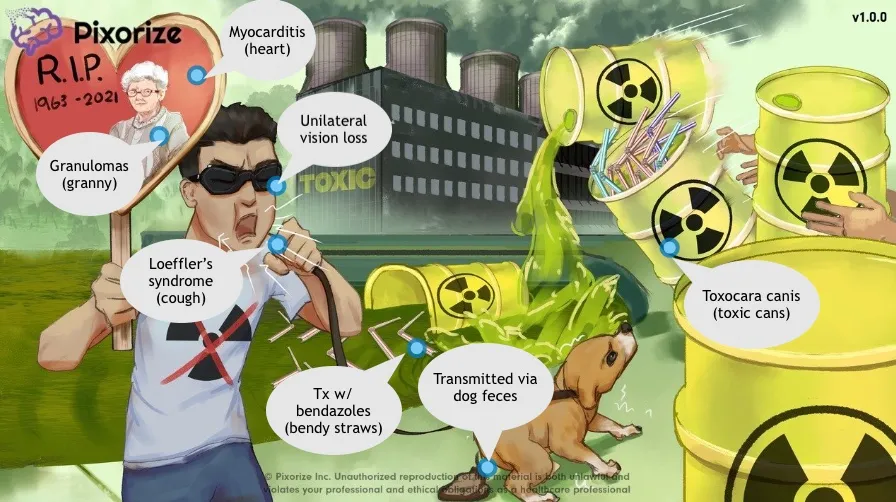 Pixorize
v1.0.0
R.I.P.
1963 - 2021
Myocarditis
(heart)
Unilateral
vision loss
Granulomas
(granny)
TOXIC
Loeffler's
syndrome
(cough)
Toxocara canis
(toxic cans)
Tx w/
bendazoles
(bendy straws)
Transmitted via
dog feces
© Pixorize Inc. Unauthorized reproduction of the material is both unlawful and
violates your professional and ethical obligations as a healthcare professional